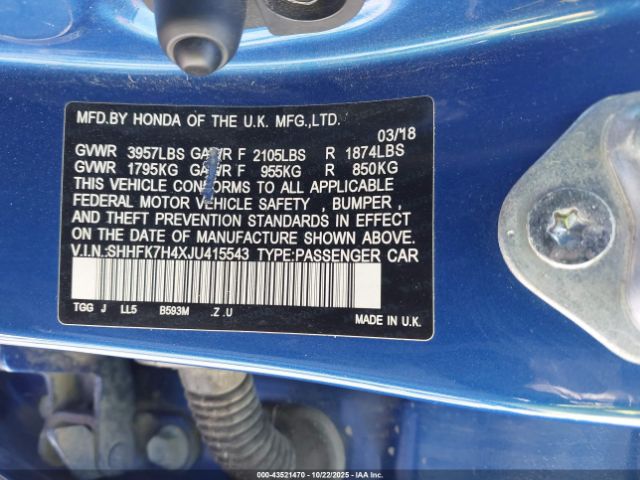 MFD.BY HONDA OF THE U.K. MFG.,LTD.
03/18
GVWR 3957LBS GAWR F 2105LBS R 1874LBS
GVWR 1795KG GAWR F 955KG R 850KG
THIS VEHICLE CONFORMS TO ALL APPLICABLE
FEDERAL MOTOR VEHICLE SAFETY , BUMPER ,
AND THEFT PREVENTION STANDARDS IN EFFECT
ON THE DATE OF MANUFACTURE SHOWN ABOVE.
V.I.N.:SHHFK7H4XJU415543 TYPE:PASSENGER CAR
TGG J LL5 B593M .Z .U
MADE IN U.K.
000-43521470 10/22/2025 Copyright IAA, LLC